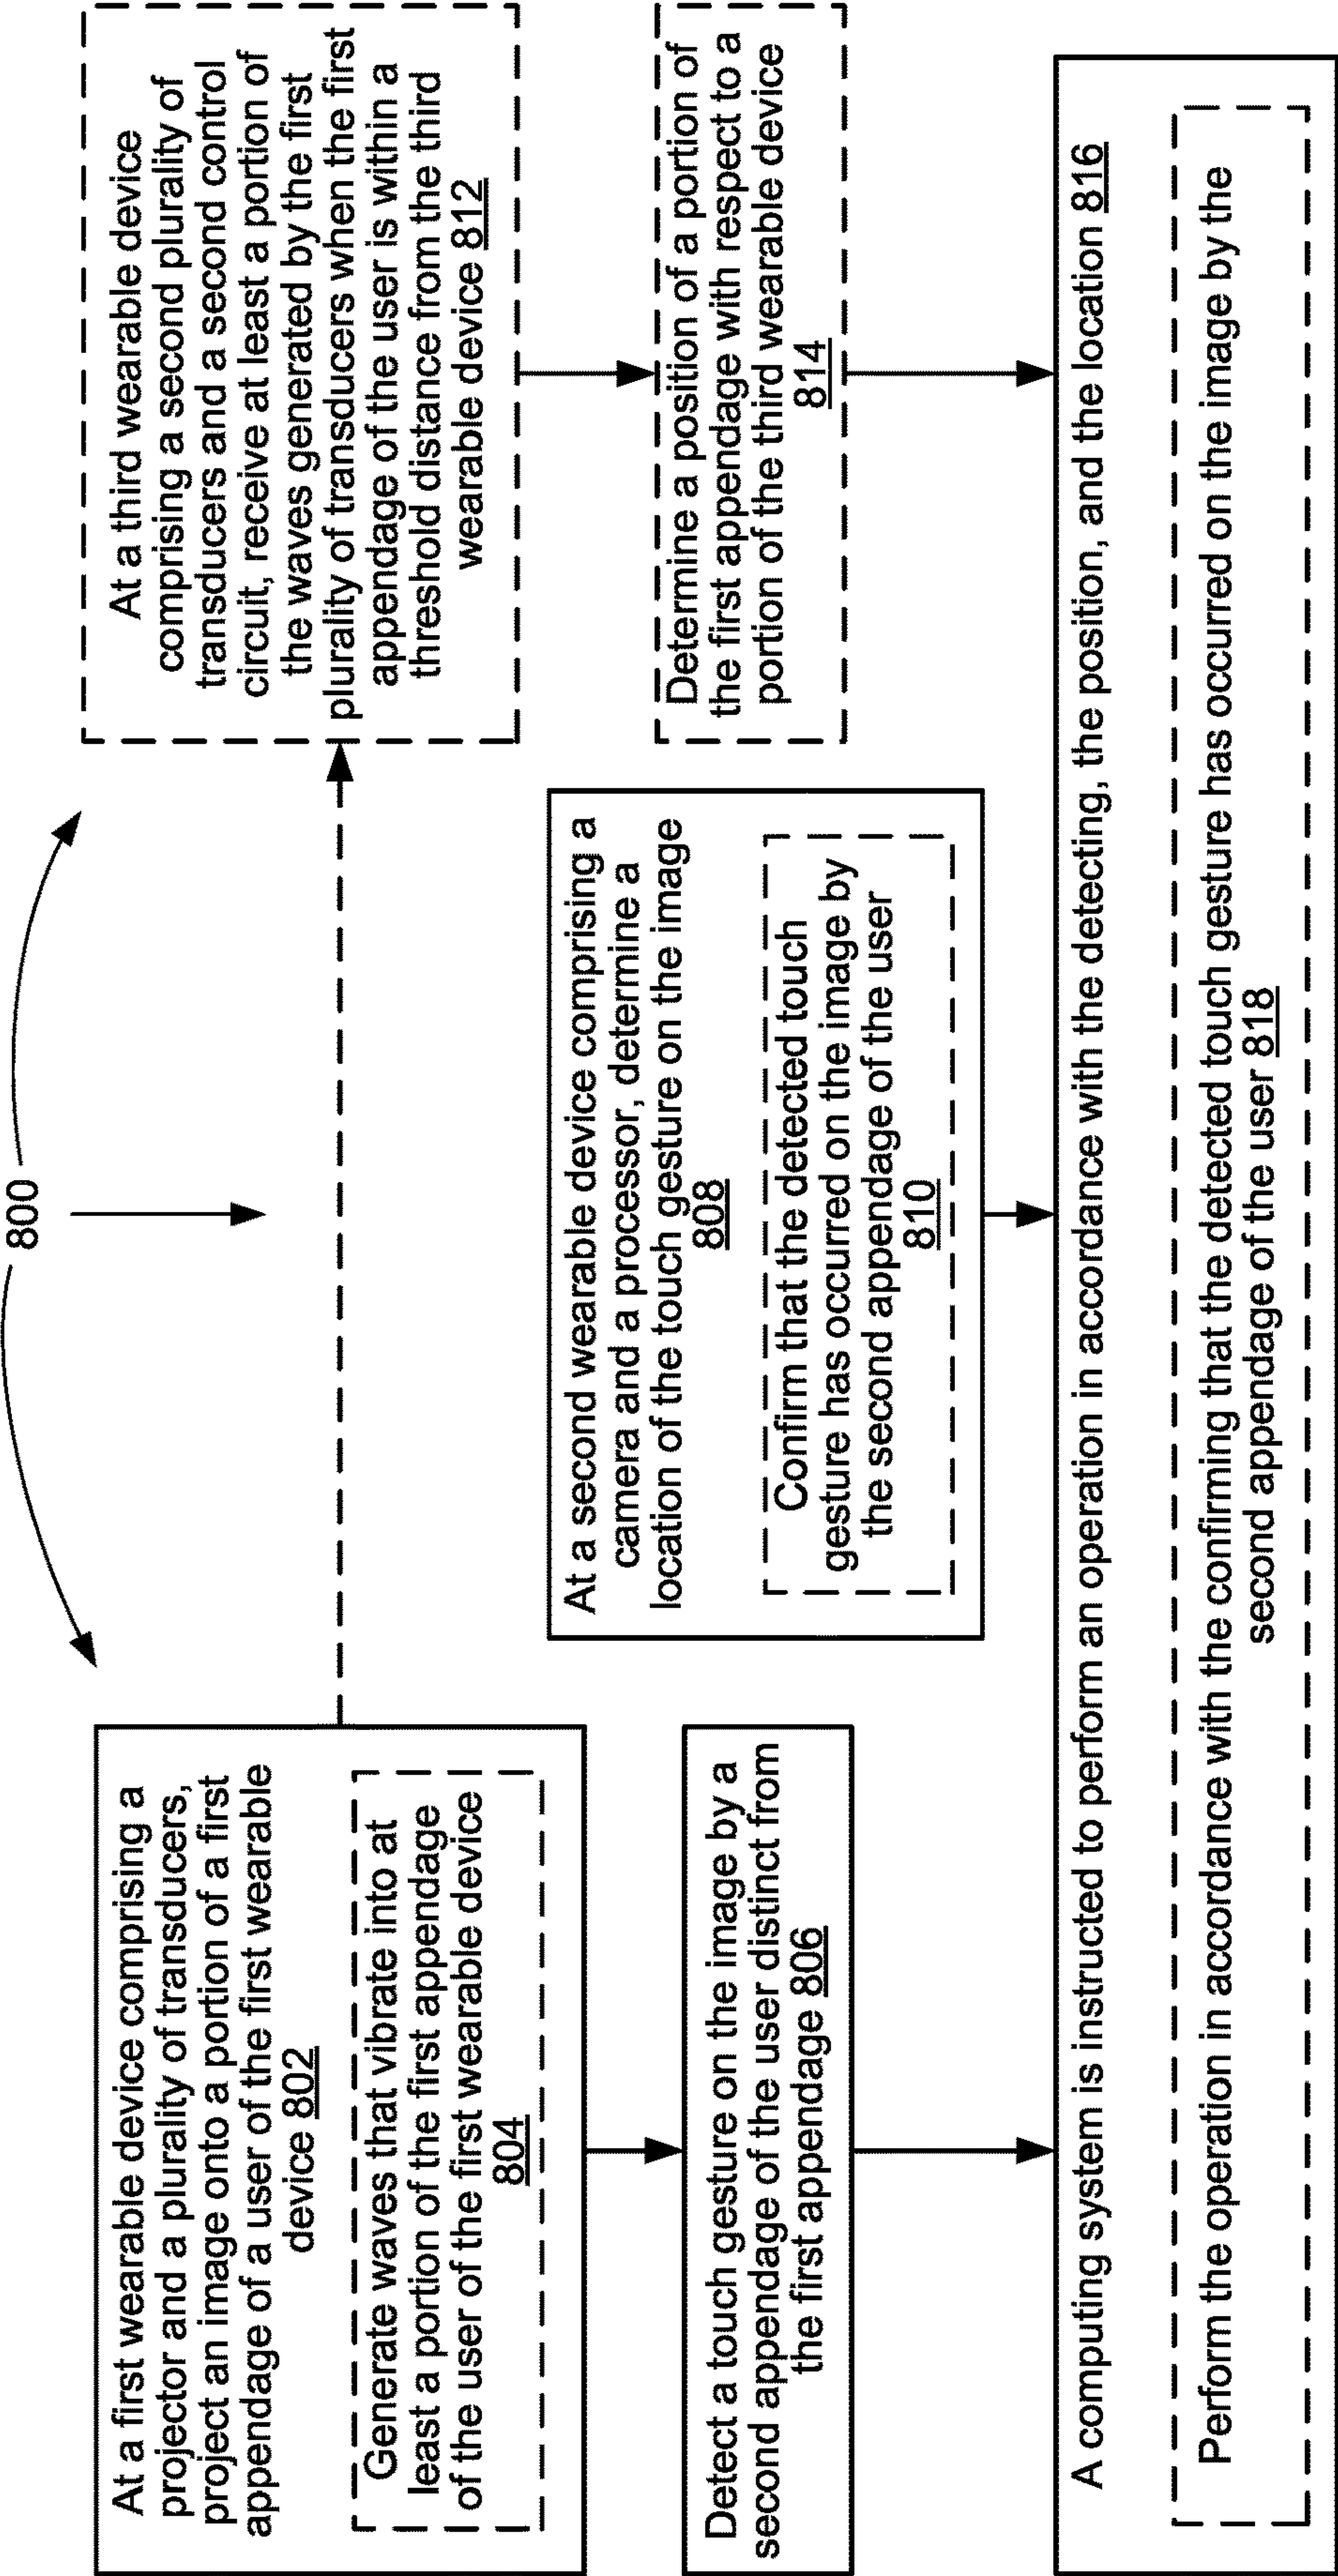 800
At a first wearable device comprising a
projector and a plurality of transducers,
project an image onto a portion of a first
appendage of a user of the first wearable
device 802
Generate waves that vibrate into at
least a portion of the first appendage
of the user of the first wearable device
804
Detect a touch gesture on the image by a
second appendage of the user distinct from
the first appendage 806
At a second wearable device comprising a
camera and a processor, determine a
location of the touch gesture on the image
808
Confirm that the detected touch
gesture has occurred on the image by
the second appendage of the user
810
At a third wearable device
comprising a second plurality of
transducers and a second control
circuit, receive at least a portion of
the waves generated by the first
plurality of transducers when the first
appendage of the user is within a
threshold distance from the third
wearable device 812
Determine a position of a portion of
the first appendage with respect to a
portion of the third wearable device
814
A computing system is instructed to perform an operation in accordance with the detecting, the position, and the location 816
Perform the operation in accordance with the confirming that the detected touch gesture has occurred on the image by the
second appendage of the user 818